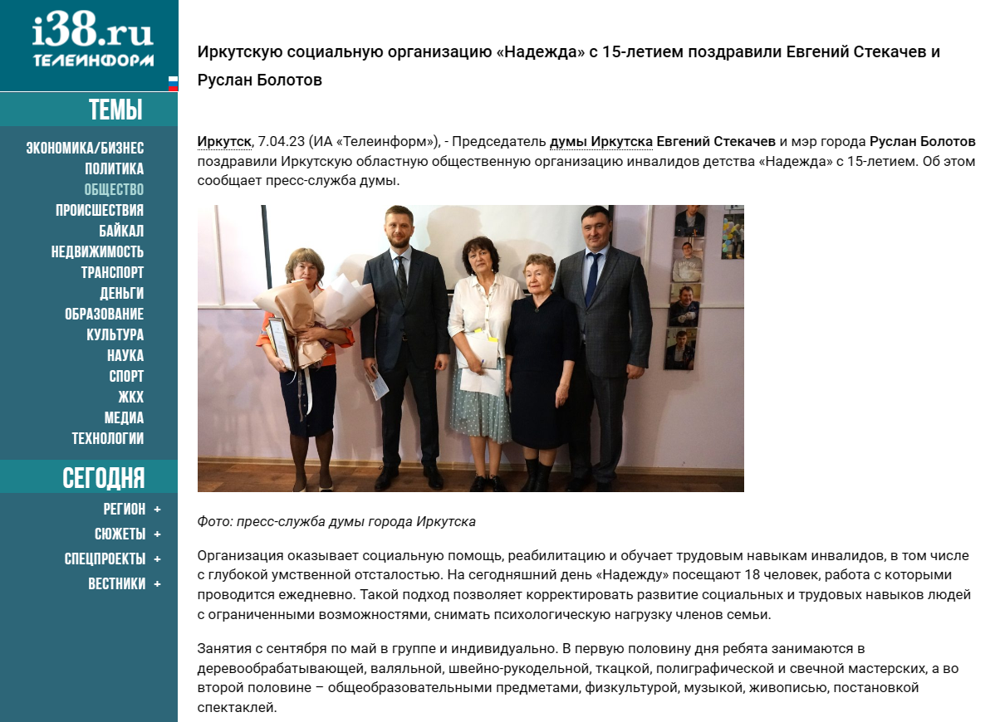 i38.ru
ТЕЛЕИНФОРМ
ТЕМЫ
ЭКОНОМИКА/БИЗНЕС
ПОЛИТИКА
ОБЩЕСТВО
ПРОИСШЕСТВИЯ
БАЙКАЛ
НЕДВИЖИМОСТЬ
ТРАНСПОРТ
ДЕНЬГИ
ОБРАЗОВАНИЕ
КУЛЬТУРА
НАУКА
СПОРТ
ЖКХ
МЕДИА
ТЕХНОЛОГИИ
СЕГОДНЯ
РЕГИОН +
СЮЖЕТЫ +
СПЕЦПРОЕКТЫ +
ВЕСТНИКИ +
Иркутскую социальную организацию «Надежда» с 15-летием поздравили Евгений Стекачев и
Руслан Болотов
Иркутск, 7.04.23 (ИА «Телеинформ»), - Председатель думы Иркутска Евгений Стекачев и мэр города Руслан Болотов
поздравили Иркутскую областную общественную организацию инвалидов детства «Надежда» с 15-летием. Об этом
сообщает пресс-служба думы.
Фото: пресс-служба думы города Иркутска
Организация оказывает социальную помощь, реабилитацию и обучает трудовым навыкам инвалидов, в том числе
с глубокой умственной отсталостью. На сегодняшний день «Надежду» посещают 18 человек, работа с которыми
проводится ежедневно. Такой подход позволяет корректировать развитие социальных и трудовых навыков людей
с ограниченными возможностями, снимать психологическую нагрузку членов семьи.
Занятия с сентября по май в группе и индивидуально. В первую половину дня ребята занимаются в
деревообрабатывающей, валяльной, швейно-рукодельной, ткацкой, полиграфической и свечной мастерских, а во
второй половине – общеобразовательными предметами, физкультурой, музыкой, живописью, постановкой
спектаклей.